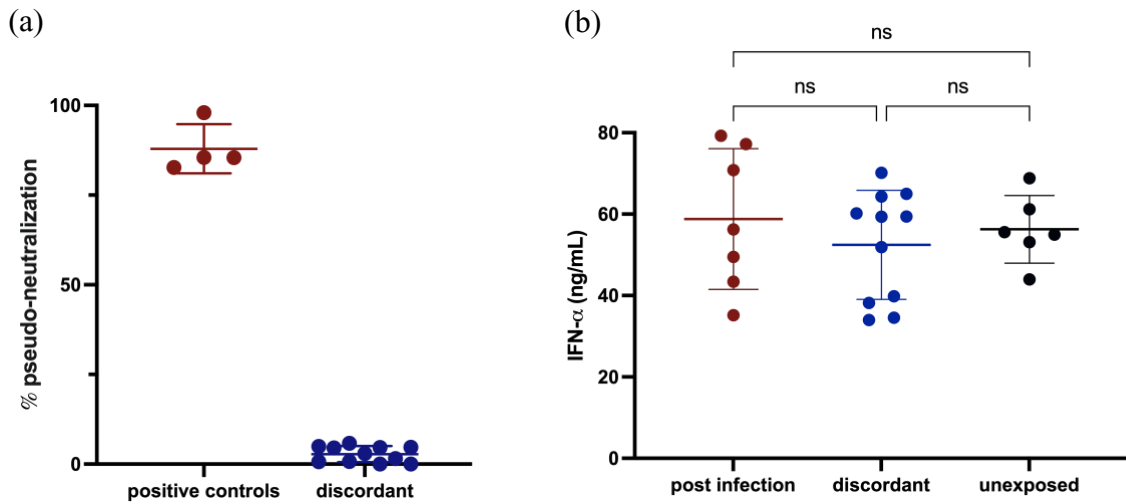 (a)
% pseudo-neutralization
100
50
0
positive controls
discordant
(b)
ns
ns
ns
IFN-α (ng/mL)
80
60
40
20
0
post infection
discordant
unexposed